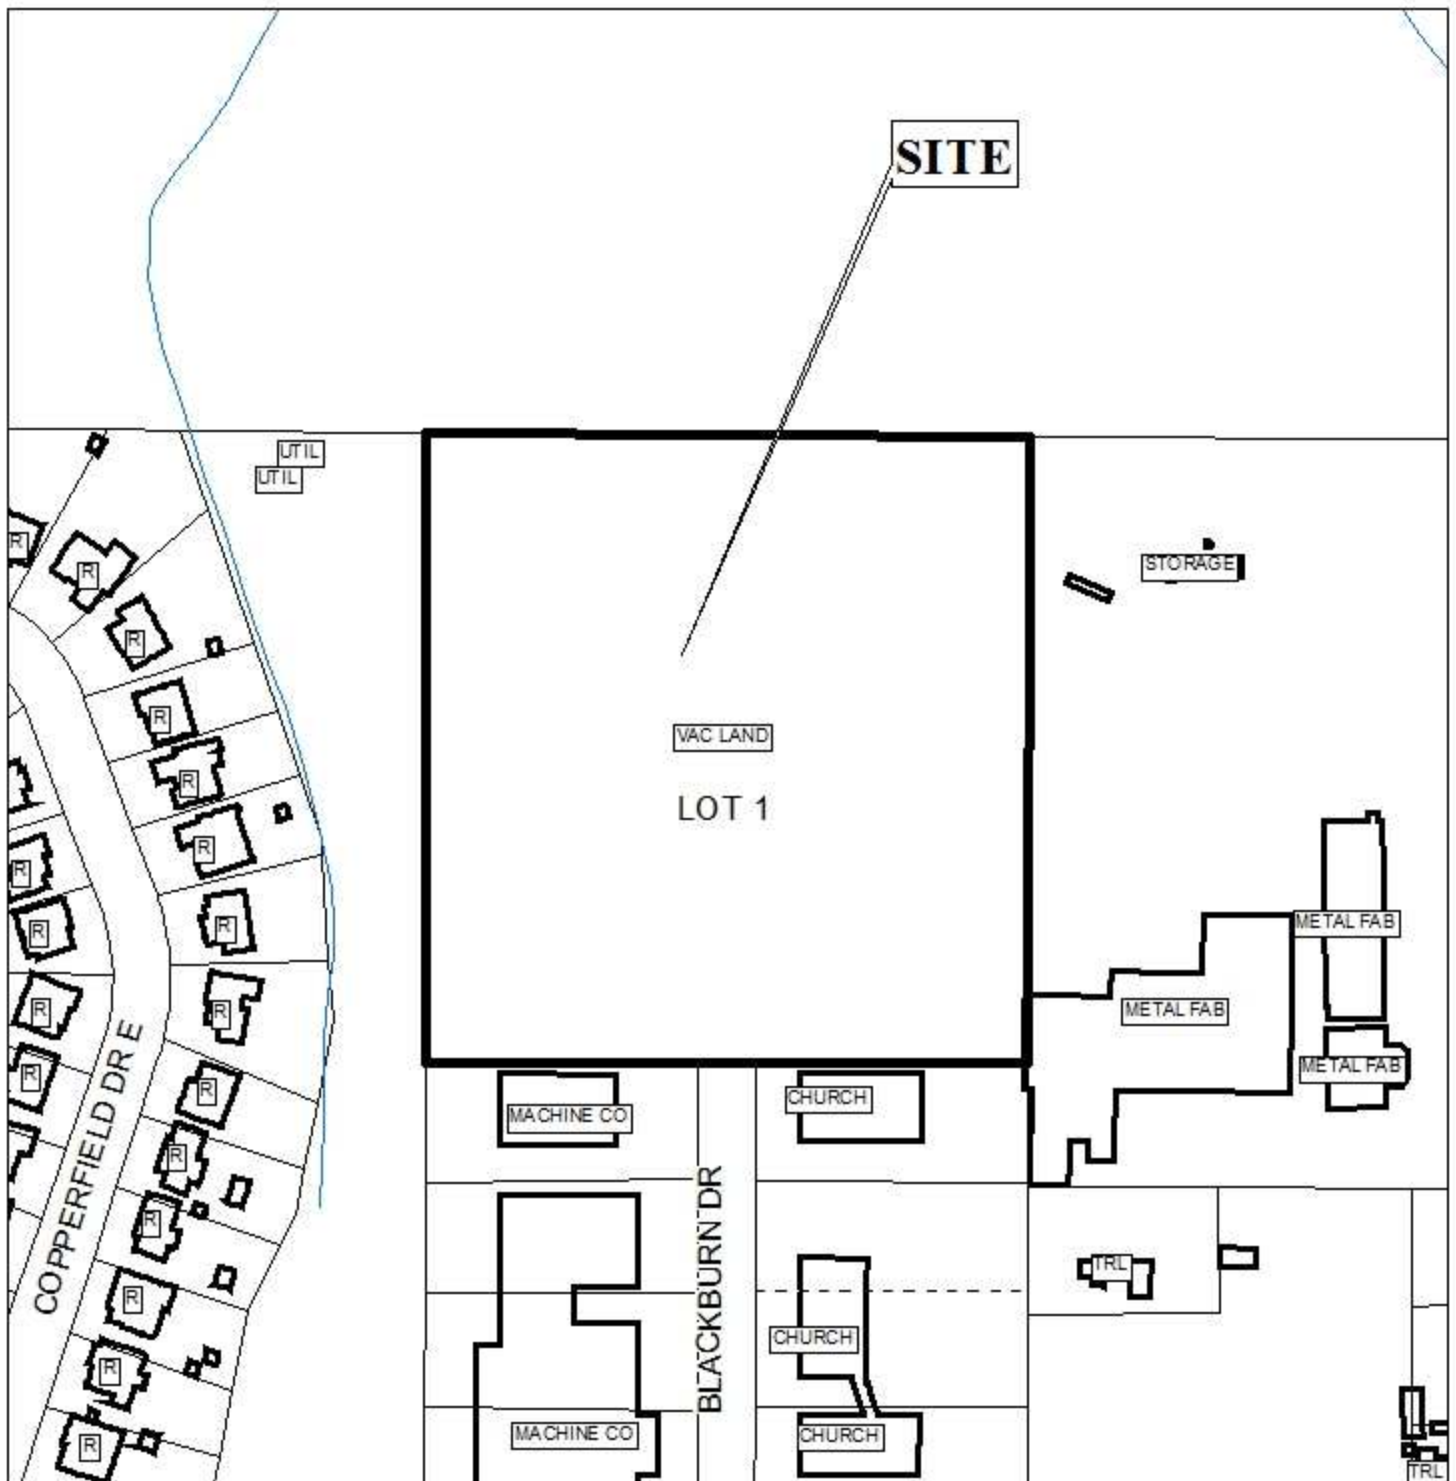 SITE
UTIL
UTIL
R
R
STORAGE
R
R
VAC LAND
R
LOT 1
R
R
METAL FAB
R
R
R
METAL FAB
R
COPPERFIELD DR E
METAL FAB
R
R
CHURCH
MACHINE CO
R
BLACKBURN DR
R
TRL
R
CHURCH
R
MACHINE CO
CHURCH
R
TRL